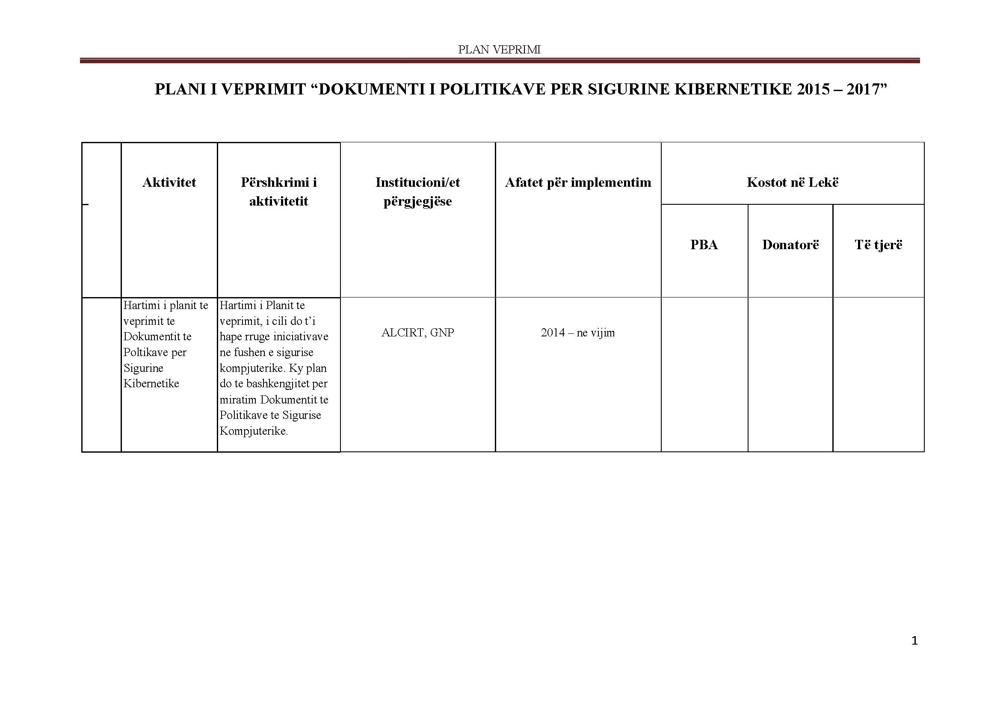 PLAN VEPRIMI
PLANI I VEPRIMIT “DOKUMENTI I POLITIKAVE PER SIGURINE KIBERNETIKE 2015 – 2017”
Aktivitet
Përshkrimi i
aktivitetit
Institucioni/et
përgjegjëse
Afatet për implementim
Kostot në Lekë
PBA
Donatorë
Të tjerë
Hartimi i planit te
veprimit te
Dokumentit te
Poltikave per
Sigurine
Kibernetike
Hartimi i Planit te
veprimit, i cili do t’i
hape rruge iniciativave
ne fushen e sigurise
kompjuterike. Ky plan
do te bashkengjitet per
miratim Dokumentit te
Politikave te Sigurise
Kompjuterike.
ALCIRT, GNP
2014 – ne vijim
1